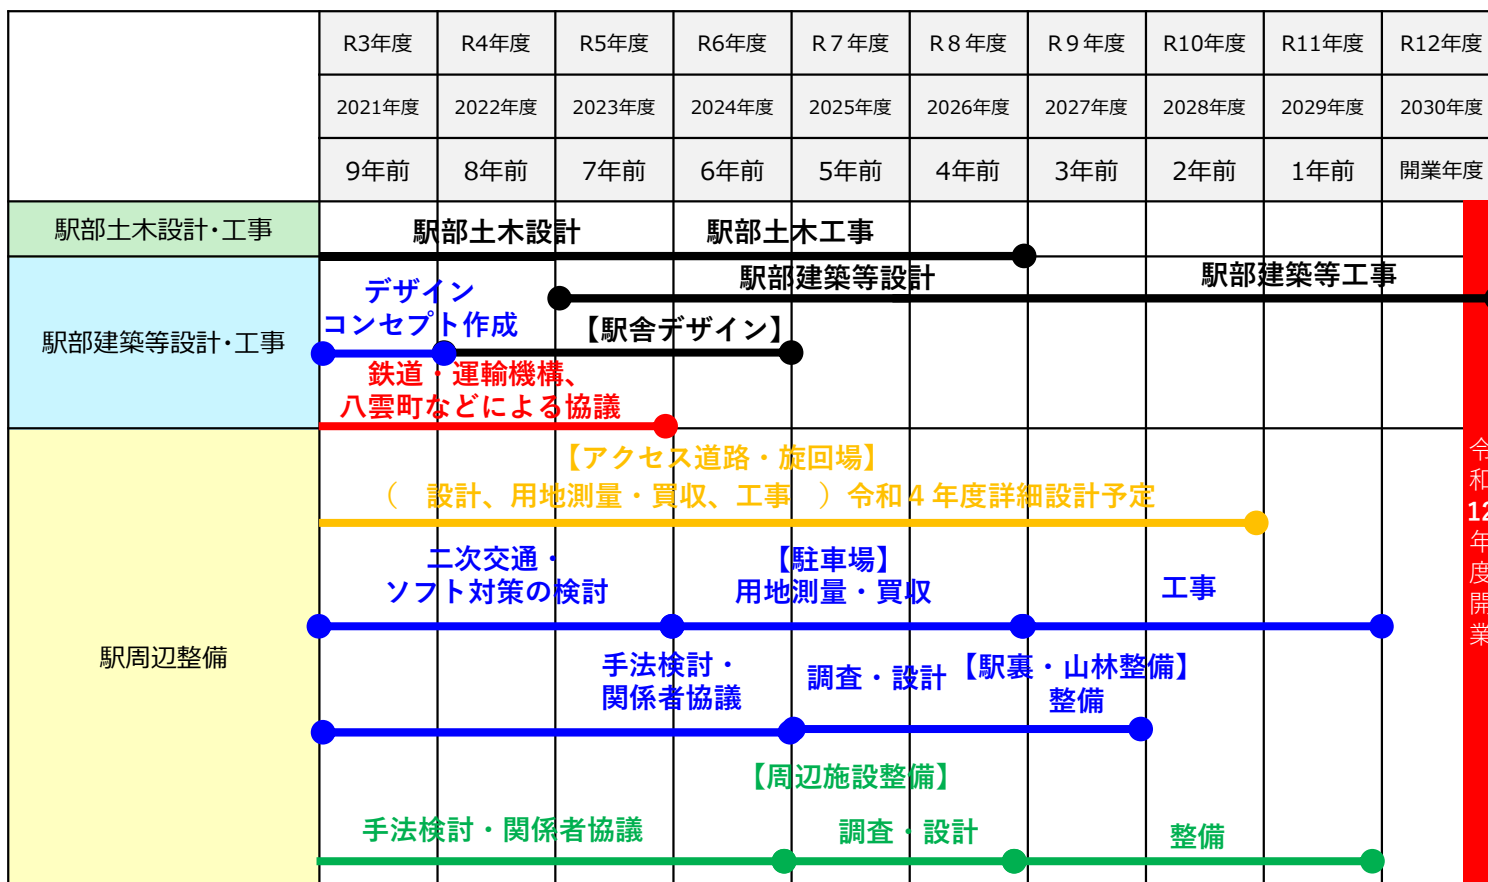 R3年度 R4年度 R5年度 R6年度 R７年度 R８年度 R９年度 R10年度 R11年度 R12年度
2021年度 2022年度 2023年度 2024年度 2025年度 2026年度 2027年度 2028年度 2029年度 2030年度
9年前 8年前 7年前 6年前 5年前 4年前 3年前 2年前 1年前 開業年度
駅部土木設計・工事
駅部土木設計 駅部土木工事
駅部建築等設計・工事
駅部建築等設計 駅部建築等工事
デザイン
コンセプト作成
【駅舎デザイン】
鉄道・運輸機構、
八雲町などによる協議
駅周辺整備
【アクセス道路・旋回場】
（　設計、用地測量・買収、工事　）令和４年度詳細設計予定
二次交通・
ソフト対策の検討
【駐車場】
用地測量・買収
工事
手法検討・
関係者協議
調査・設計
【駅裏・山林整備】
整備
【周辺施設整備】
手法検討・関係者協議 調査・設計 整備
令和12年度開業